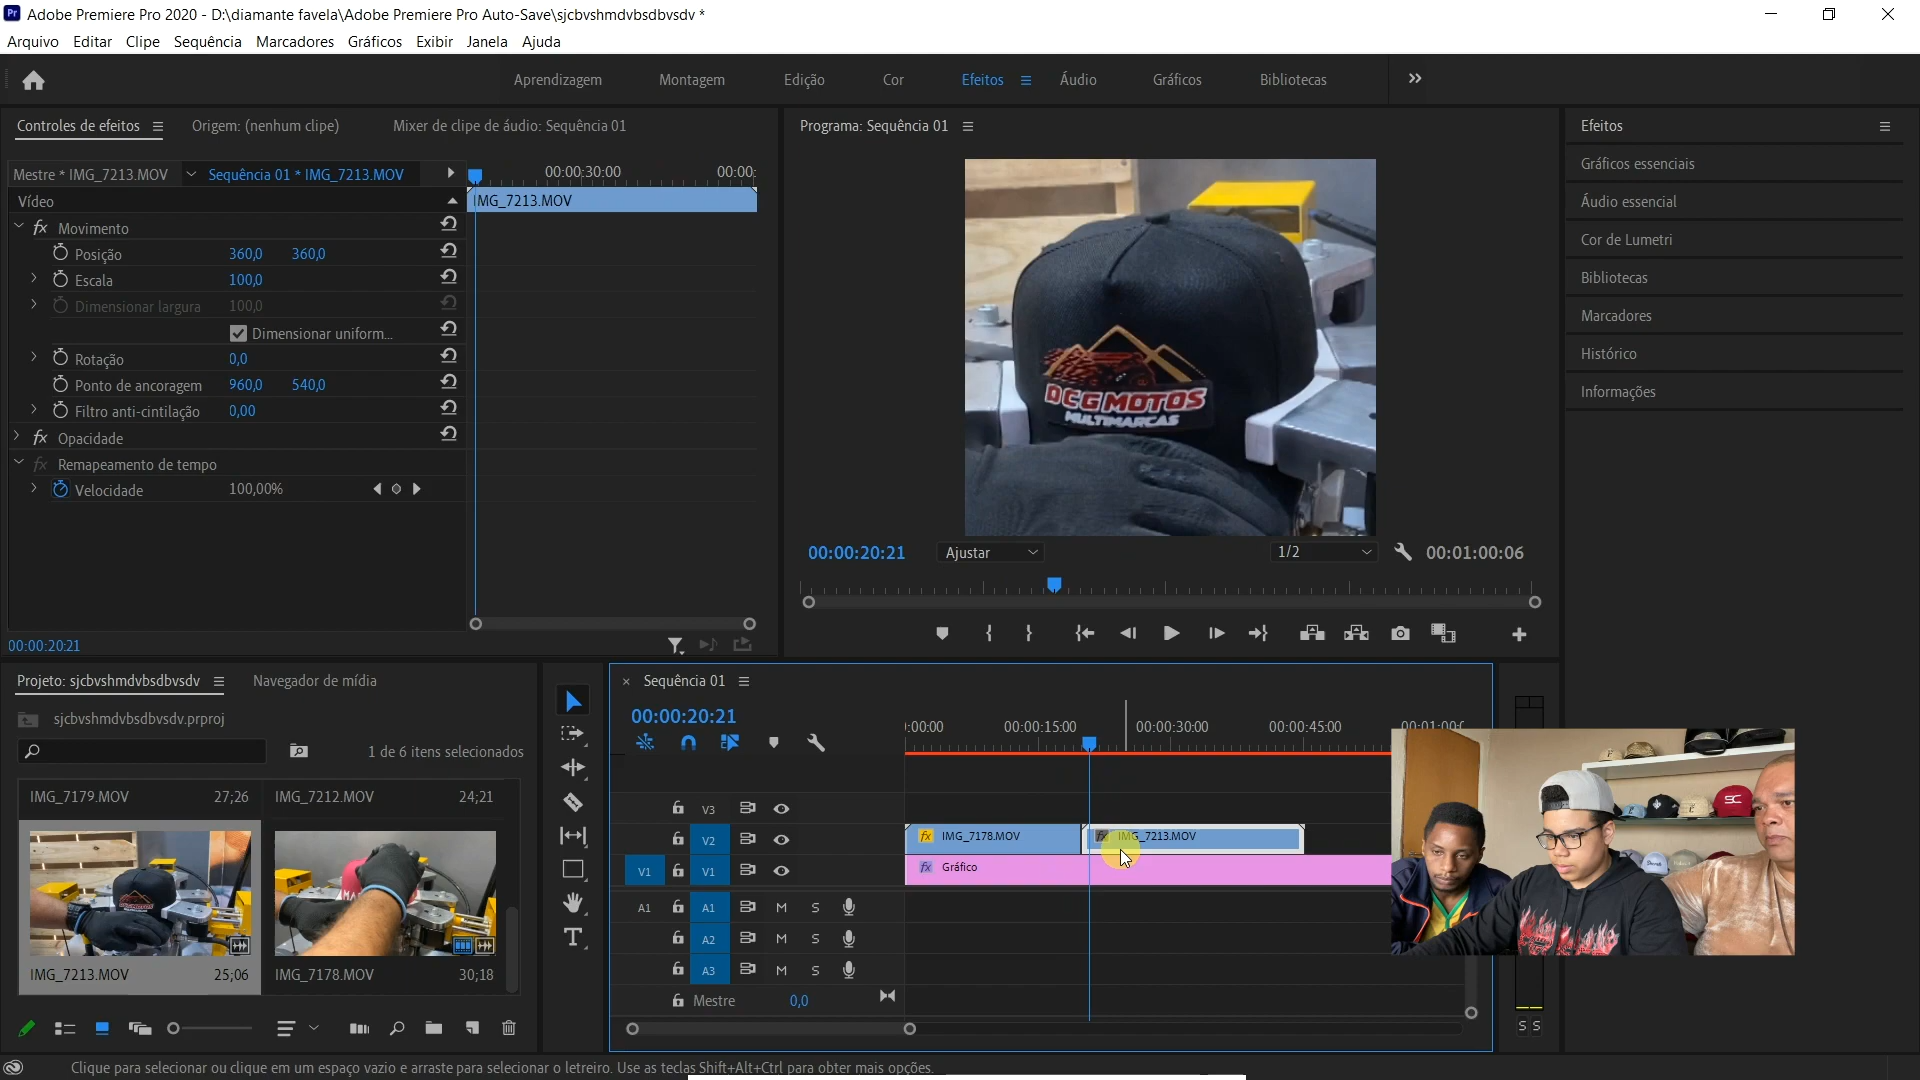 Adobe Premiere Pro 2020 - D:\diamante favela\Adobe Premiere Pro Auto-Save\sjcbvshmdvbsdbvsdv *
Arquivo Editar Clipe Sequência Marcadores Gráficos Exibir Janela Ajuda
Aprendizagem Montagem Edição Cor Efeitos Áudio Gráficos Bibliotecas
Controles de efeitos Origem: (nenhum clipe) Mixer de clipe de áudio: Sequência 01
Mestre * IMG_7213.MOV Sequência 01 * IMG_7213.MOV 00:00:30:00 00:00:
Vídeo IMG_7213.MOV
fx Movimento
Posição 360,0 360,0
Escala 100,0
Dimensionar largura 100,0
Dimensionar uniform...
Rotação 0,0
Ponto de ancoragem 960,0 540,0
Filtro anti-cintilação 0,00
fx Opacidade
fx Remapeamento de tempo
Velocidade 100,00%
00:00:20:21
Programa: Sequência 01
DCG MOTOS
MULTIMARCAS
00:00:20:21 Ajustar 1/2 00:01:00:06
Efeitos
Gráficos essenciais
Áudio essencial
Cor de Lumetri
Bibliotecas
Marcadores
Histórico
Informações
Projeto: sjcbvshmdvbsdbvsdv Navegador de mídia
sjcbvshmdvbsdbvsdv.prproj
1 de 6 itens selecionados
IMG_7179.MOV 27;26 IMG_7212.MOV 24;21
IMG_7213.MOV 25;06 IMG_7178.MOV 30;18
Sequência 01
00:00:20:21
:00:00 00:00:15:00 00:00:30:00 00:00:45:00 00:01:00:
V3
V2 fx IMG_7178.MOV fx IMG_7213.MOV
V1 V1 fx Gráfico
A1 A1 M S
A2 M S
A3 M S
Mestre 0,0
S S
SC
Clique para selecionar ou clique em um espaço vazio e arraste para selecionar o letreiro. Use as teclas Shift+Alt+Ctrl para obter mais opções.